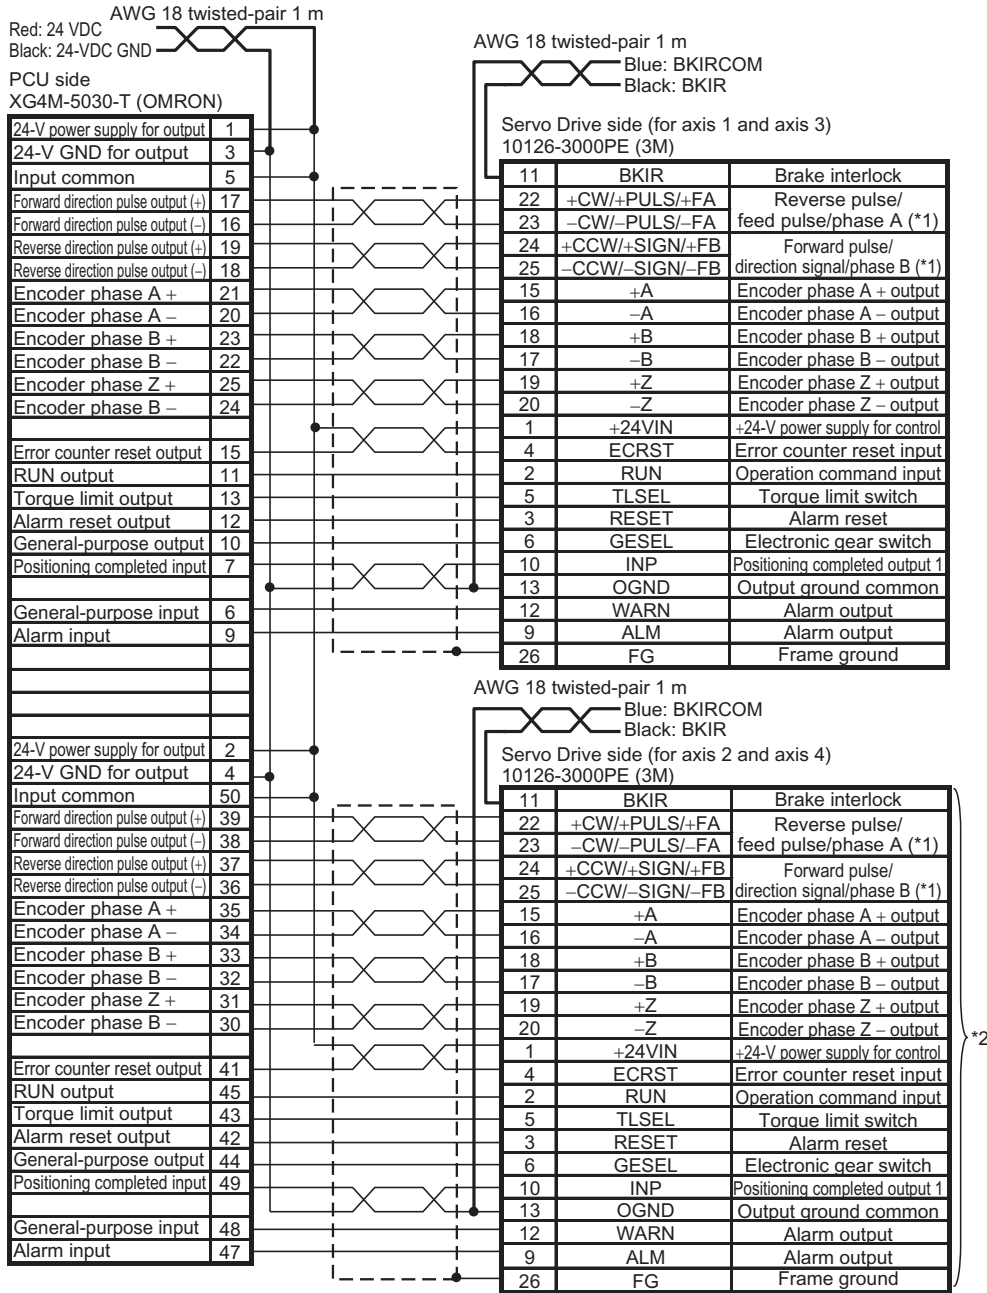 AWG 18 twisted-pair 1 m
Red: 24 VDC
Black: 24-VDC GND
PCU side
XG4M-5030-T (OMRON)
24-V power supply for output 1
24-V GND for output 3
Input common 5
Forward direction pulse output (+) 17
Forward direction pulse output (−) 16
Reverse direction pulse output (+) 19
Reverse direction pulse output (−) 18
Encoder phase A + 21
Encoder phase A − 20
Encoder phase B + 23
Encoder phase B − 22
Encoder phase Z + 25
Encoder phase B − 24
Error counter reset output 15
RUN output 11
Torque limit output 13
Alarm reset output 12
General-purpose output 10
Positioning completed input 7
General-purpose input 6
Alarm input 9
24-V power supply for output 2
24-V GND for output 4
Input common 50
Forward direction pulse output (+) 39
Forward direction pulse output (−) 38
Reverse direction pulse output (+) 37
Reverse direction pulse output (−) 36
Encoder phase A + 35
Encoder phase A − 34
Encoder phase B + 33
Encoder phase B − 32
Encoder phase Z + 31
Encoder phase B − 30
Error counter reset output 41
RUN output 45
Torque limit output 43
Alarm reset output 42
General-purpose output 44
Positioning completed input 49
General-purpose input 48
Alarm input 47
AWG 18 twisted-pair 1 m
Blue: BKIRCOM
Black: BKIR
Servo Drive side (for axis 1 and axis 3)
10126-3000PE (3M)
11 BKIR Brake interlock
22 +CW/+PULS/+FA Reverse pulse/
23 −CW/−PULS/−FA feed pulse/phase A (*1)
24 +CCW/+SIGN/+FB Forward pulse/
25 −CCW/−SIGN/−FB direction signal/phase B (*1)
15 +A Encoder phase A + output
16 −A Encoder phase A − output
18 +B Encoder phase B + output
17 −B Encoder phase B − output
19 +Z Encoder phase Z + output
20 −Z Encoder phase Z − output
1 +24VIN +24-V power supply for control
4 ECRST Error counter reset input
2 RUN Operation command input
5 TLSEL Torque limit switch
3 RESET Alarm reset
6 GESEL Electronic gear switch
10 INP Positioning completed output 1
13 OGND Output ground common
12 WARN Alarm output
9 ALM Alarm output
26 FG Frame ground
AWG 18 twisted-pair 1 m
Blue: BKIRCOM
Black: BKIR
Servo Drive side (for axis 2 and axis 4)
10126-3000PE (3M)
11 BKIR Brake interlock
22 +CW/+PULS/+FA Reverse pulse/
23 −CW/−PULS/−FA feed pulse/phase A (*1)
24 +CCW/+SIGN/+FB Forward pulse/
25 −CCW/−SIGN/−FB direction signal/phase B (*1)
15 +A Encoder phase A + output
16 −A Encoder phase A − output
18 +B Encoder phase B + output
17 −B Encoder phase B − output
19 +Z Encoder phase Z + output
20 −Z Encoder phase Z − output
1 +24VIN +24-V power supply for control
4 ECRST Error counter reset input
2 RUN Operation command input
5 TLSEL Torque limit switch
3 RESET Alarm reset
6 GESEL Electronic gear switch
10 INP Positioning completed output 1
13 OGND Output ground common
12 WARN Alarm output
9 ALM Alarm output
26 FG Frame ground
*2